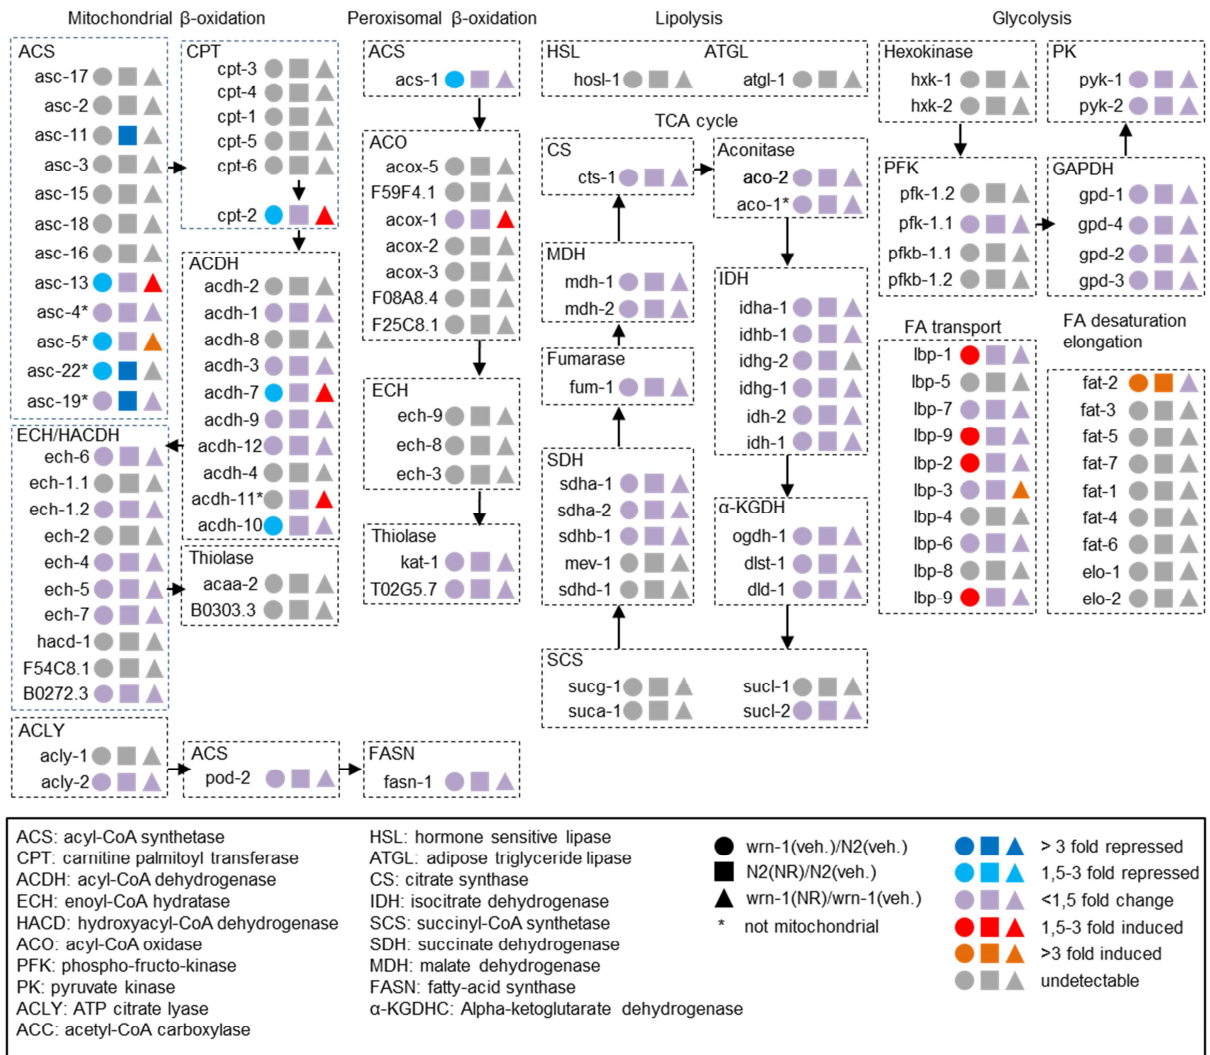 Mitochondrial β-oxidation
ACS
asc-17
asc-2
asc-11
asc-3
asc-15
asc-18
asc-16
asc-13
asc-4*
asc-5*
asc-22*
asc-19*
CPT
cpt-3
cpt-4
cpt-1
cpt-5
cpt-6
cpt-2
ACDH
acdh-2
acdh-1
acdh-8
acdh-3
acdh-7
acdh-9
acdh-12
acdh-4
acdh-11*
acdh-10
ECH/HACDH
ech-6
ech-1.1
ech-1.2
ech-2
ech-4
ech-5
ech-7
hacd-1
F54C8.1
B0272.3
Thiolase
acaa-2
B0303.3
ACLY
acly-1
acly-2
ACS
pod-2
FASN
fasn-1
Peroxisomal β-oxidation
ACS
acs-1
ACO
acox-5
F59F4.1
acox-1
acox-2
acox-3
F08A8.4
F25C8.1
ECH
ech-9
ech-8
ech-3
Thiolase
kat-1
T02G5.7
Lipolysis
HSL
hosl-1
ATGL
atgl-1
TCA cycle
CS
cts-1
Aconitase
aco-2
aco-1*
MDH
mdh-1
mdh-2
IDH
idha-1
idhb-1
idhg-2
idhg-1
idh-2
idh-1
Fumarase
fum-1
SDH
sdha-1
sdha-2
sdhb-1
mev-1
sdhd-1
α-KGDH
ogdh-1
dlst-1
dld-1
SCS
sucg-1
suca-1
sucl-1
sucl-2
Glycolysis
Hexokinase
hxk-1
hxk-2
PK
pyk-1
pyk-2
PFK
pfk-1.2
pfk-1.1
pfkb-1.1
pfkb-1.2
GAPDH
gpd-1
gpd-4
gpd-2
gpd-3
FA transport
lbp-1
lbp-5
lbp-7
lbp-9
lbp-2
lbp-3
lbp-4
lbp-6
lbp-8
lbp-9
FA desaturation
elongation
fat-2
fat-3
fat-5
fat-7
fat-1
fat-4
fat-6
elo-1
elo-2
ACS: acyl-CoA synthetase
CPT: carnitine palmitoyl transferase
ACDH: acyl-CoA dehydrogenase
ECH: enoyl-CoA hydratase
HACD: hydroxyacyl-CoA dehydrogenase
ACO: acyl-CoA oxidase
PFK: phospho-fructo-kinase
PK: pyruvate kinase
ACLY: ATP citrate lyase
ACC: acetyl-CoA carboxylase
HSL: hormone sensitive lipase
ATGL: adipose triglyceride lipase
CS: citrate synthase
IDH: isocitrate dehydrogenase
SCS: succinyl-CoA synthetase
SDH: succinate dehydrogenase
MDH: malate dehydrogenase
FASN: fatty-acid synthase
α-KGDHC: Alpha-ketoglutarate dehydrogenase
wrn-1(veh.)/N2(veh.)
N2(NR)/N2(veh.)
wrn-1(NR)/wrn-1(veh.)
* not mitochondrial
> 3 fold repressed
1,5-3 fold repressed
<1,5 fold change
1,5-3 fold induced
>3 fold induced
undetectable